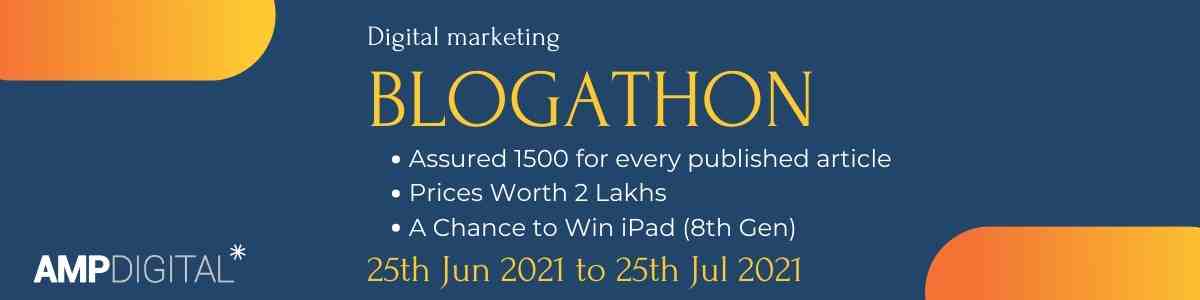 Digital marketing
BLOGATHON
• Assured 1500 for every published article
• Prices Worth 2 Lakhs
• A Chance to Win iPad (8th Gen)
25th Jun 2021 to 25th Jul 2021
AMPDIGITAL*